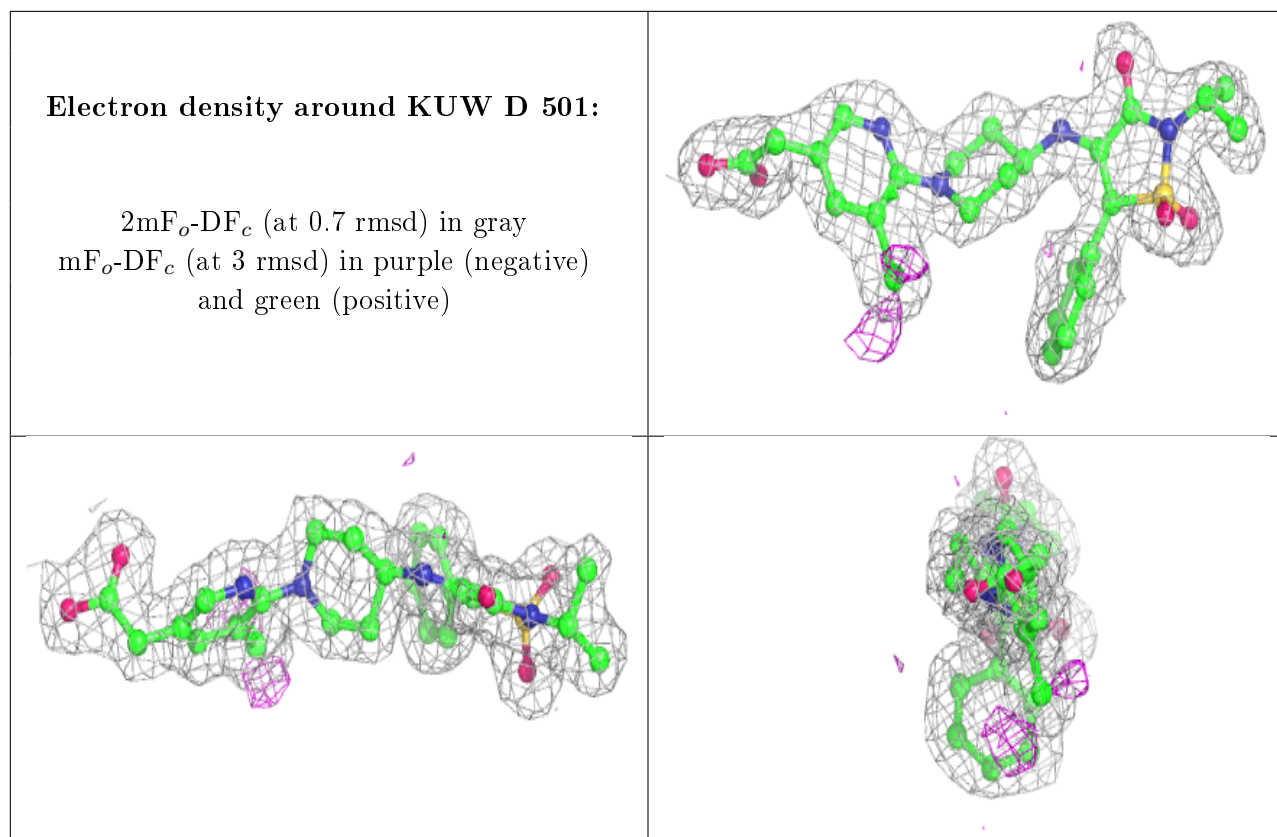 Electron density around KUW D 501:
2mFₒ-DF𝒸 (at 0.7 rmsd) in gray
mFₒ-DF𝒸 (at 3 rmsd) in purple (negative)
and green (positive)